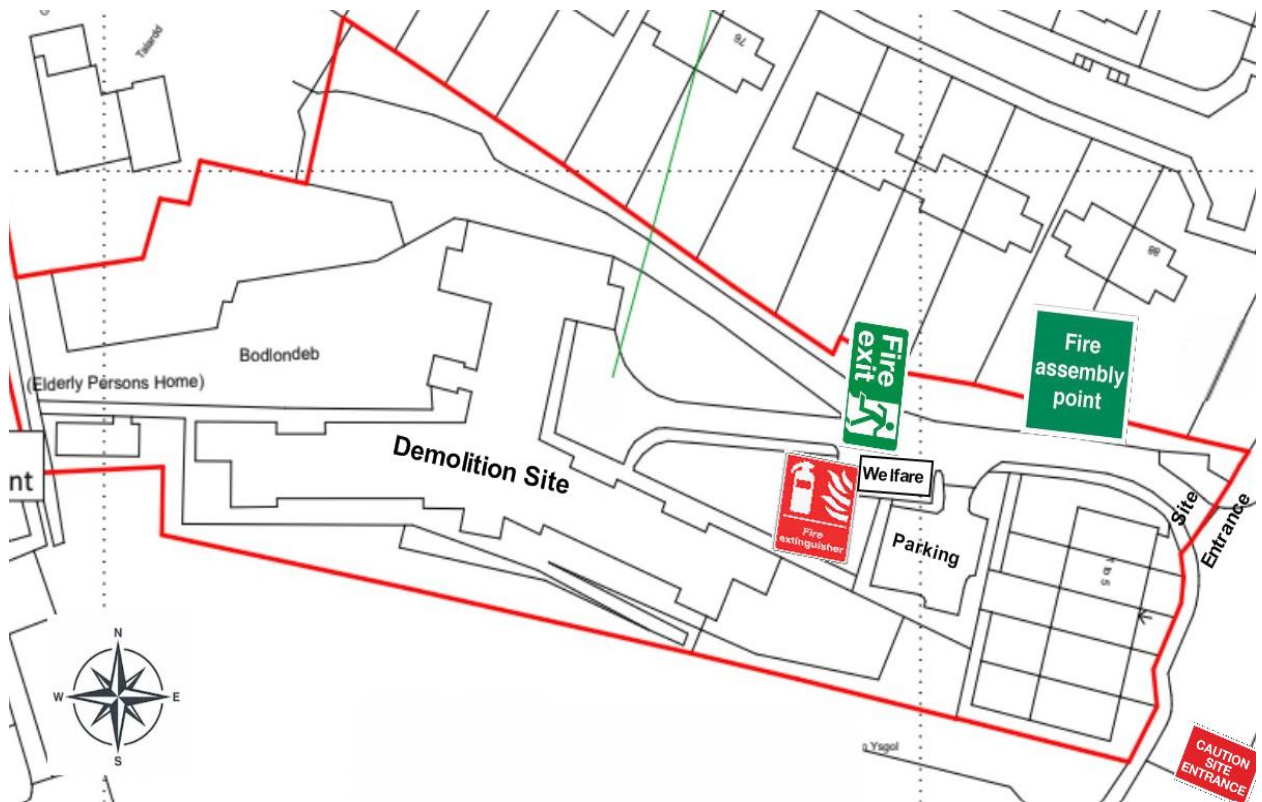 Talardd
76
88
Bodlondeb
(Elderly Persons Home)
nt
Demolition Site
Fire
exit
Fire
assembly
point
Welfare
Fire
extinguisher
Parking
Site
Entrance
N
W
E
S
Ysgol
CAUTION
SITE
ENTRANCE